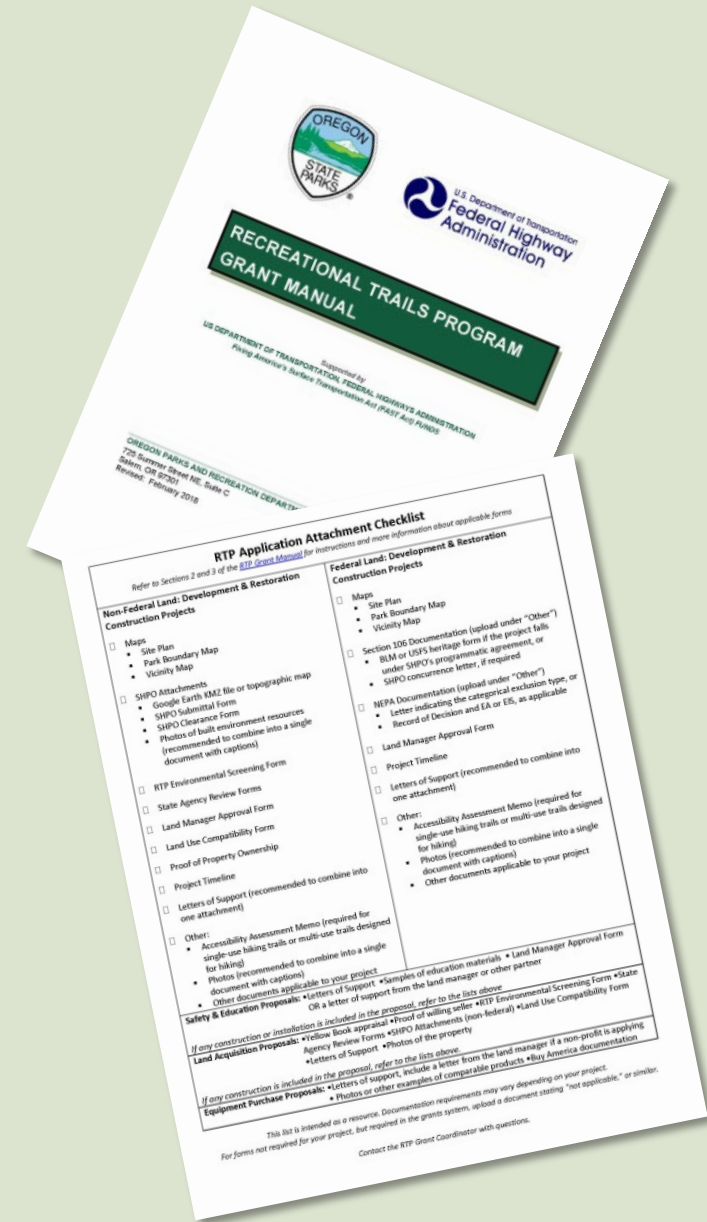 OREGON
STATE
PARKS
®
U.S. Department of Transportation
Federal Highway
Administration
RECREATIONAL TRAILS PROGRAM
GRANT MANUAL
Supported by
US DEPARTMENT OF TRANSPORTATION, FEDERAL HIGHWAYS ADMINISTRATION
Fixing America's Surface Transportation Act (FAST Act) FUNDS
OREGON PARKS AND RECREATION
725 Summer Street NE, Suite C
Salem, OR 97301
Revised: February 2018
RTP Application Attachment Checklist
Refer to Sections 2 and 3 of the RTP Grant Manual for instructions and more information about applicable forms
Non-Federal Land: Development & Restoration
Construction Projects
Maps
• Site Plan
• Park Boundary Map
• Vicinity Map
SHPO Attachments
• Google Earth KMZ file or topographic map
• SHPO Submittal Form
• SHPO Clearance Form
• Photos of built environment resources
(recommended to combine into a single
document with captions)
RTP Environmental Screening Form
State Agency Review Forms
Land Manager Approval Form
Land Use Compatibility Form
Proof of Property Ownership
Project Timeline
Letters of Support (recommended to combine into
one attachment)
Other:
• Accessibility Assessment Memo (required for
single-use hiking trails or multi-use trails designed
for hiking)
• Photos (recommended to combine into a single
document with captions)
• Other documents applicable to your project
Federal Land: Development & Restoration
Construction Projects
Maps
• Site Plan
• Park Boundary Map
• Vicinity Map
Section 106 Documentation (upload under "Other")
• BLM or USFS heritage form if the project falls
under SHPO's programmatic agreement, or
• SHPO concurrence letter, if required
NEPA Documentation (upload under "Other")
• Letter indicating the categorical exclusion type, or
• Record of Decision and EA or EIS, as applicable
Land Manager Approval Form
Project Timeline
Letters of Support (recommended to combine into
one attachment)
Other:
• Accessibility Assessment Memo (required for
single-use hiking trails or multi-use trails designed
for hiking)
• Photos (recommended to combine into a single
document with captions)
• Other documents applicable to your project
Safety & Education Proposals: •Letters of Support •Samples of education materials • Land Manager Approval Form
OR a letter of support from the land manager or other partner
If any construction or installation is included in the proposal, refer to the lists above
Land Acquisition Proposals: •Yellow Book appraisal •Proof of willing seller •RTP Environmental Screening Form •State
Agency Review Forms •SHPO Attachments (non-federal) •Land Use Compatibility Form
•Letters of Support •Photos of the property
If any construction is included in the proposal, refer to the lists above.
Equipment Purchase Proposals: •Letters of support, include a letter from the land manager if a non-profit is applying
• Photos or other examples of comparable products •Buy America documentation
This list is intended as a resource. Documentation requirements may vary depending on your project.
For forms not required for your project, but required in the grants system, upload a document stating "not applicable," or similar.
Contact the RTP Grant Coordinator with questions.